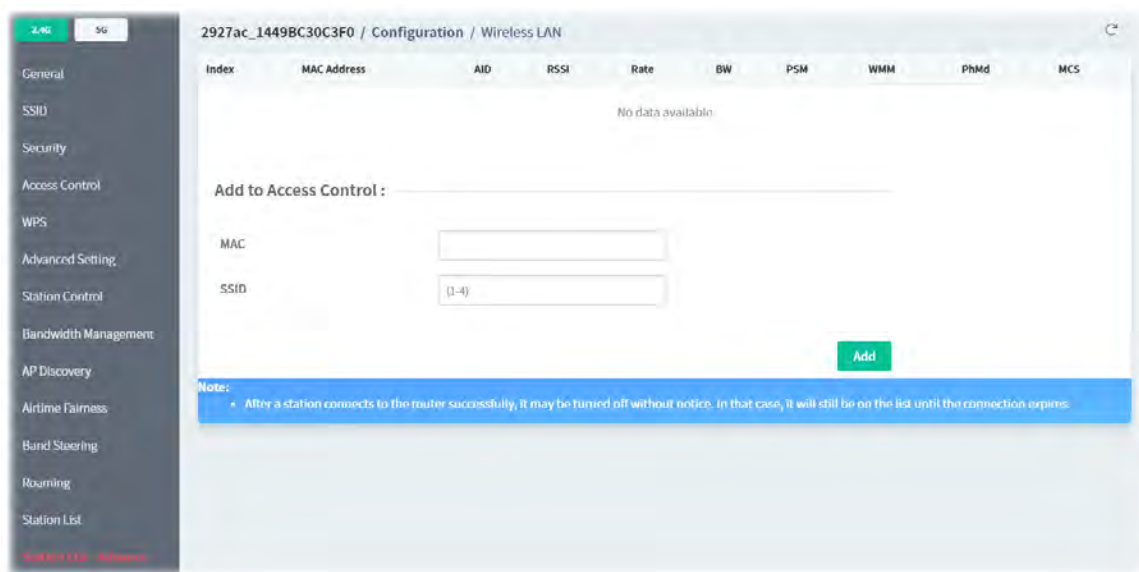 2.4G 5G
2927ac_1449BC30C3F0 / Configuration / Wireless LAN
General
SSID
Security
Access Control
WPS
Advanced Setting
Station Control
Bandwidth Management
AP Discovery
Airtime Fairness
Band Steering
Roaming
Station List
Index MAC Address AID RSSI Rate BW PSM WMM PhMd MCS
No data available
Add to Access Control :
MAC
SSID (1-4)
Add
Note:
• After a station connects to the router successfully, it may be turned off without notice. In that case, it will still be on the list until the connection expires.